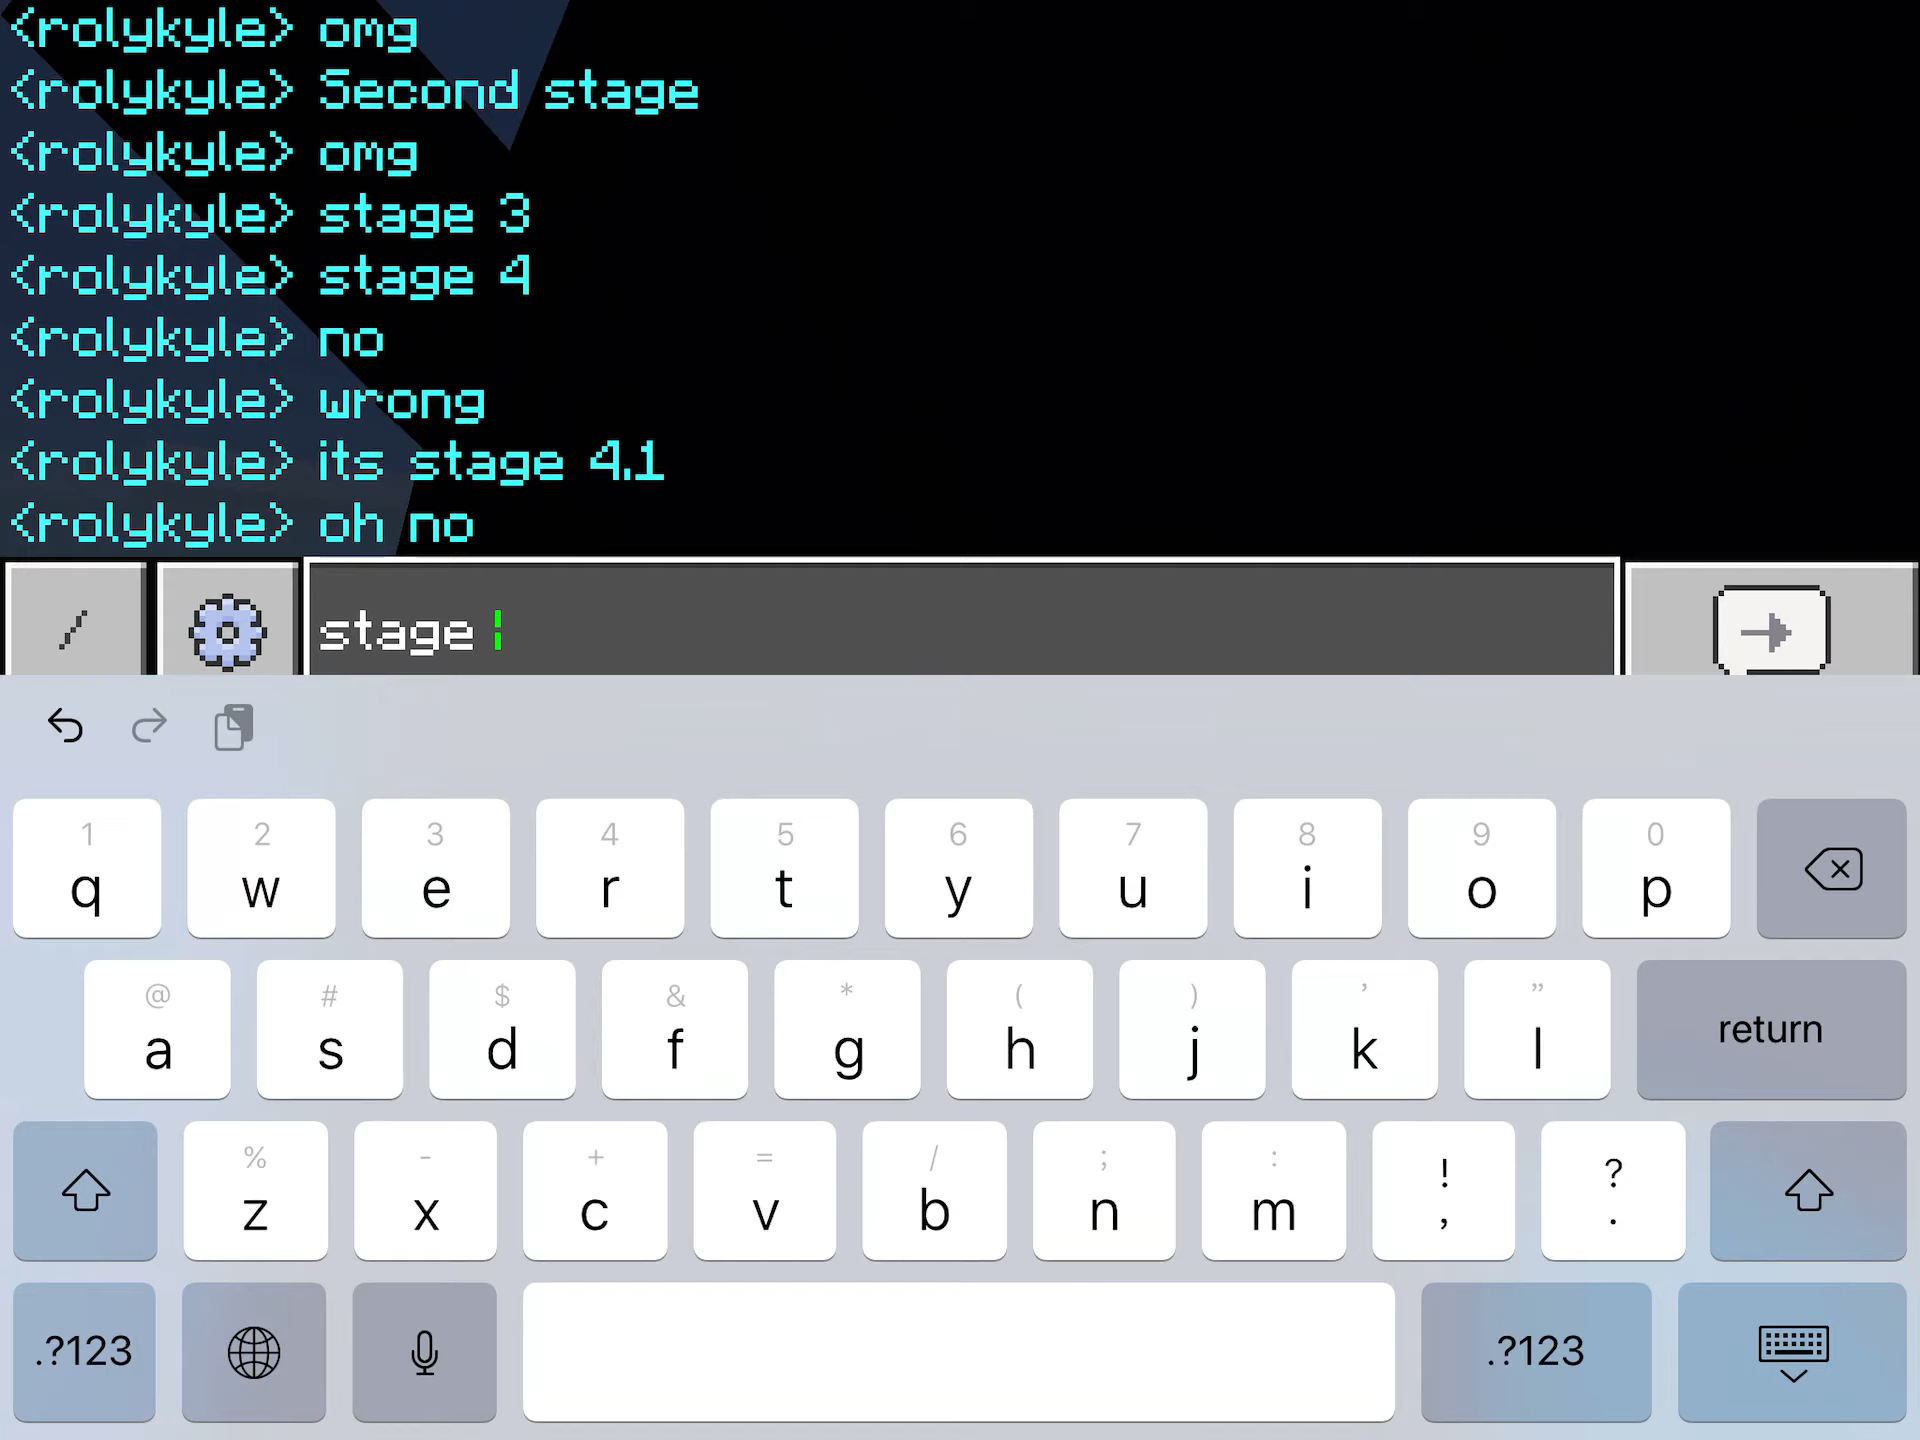 <rolykyle> omg
<rolykyle> Second stage
<rolykyle> omg
<rolykyle> stage 3
<rolykyle> stage 4
<rolykyle> no
<rolykyle> wrong
<rolykyle> its stage 4.1
<rolykyle> oh no
/ stage
1 2 3 4 5 6 7 8 9 0
q w e r t y u i o p
@ # $ & * ( ) ’ ”
a s d f g h j k l return
% - + = / ; : ! ?
z x c v b n m , .
.?123 .?123